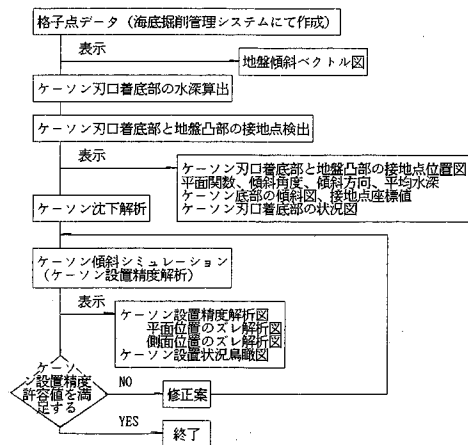 格子点データ（海底掘削管理システムにて作成）
表示
地盤傾斜ベクトル図
ケーソン刃口着底部の水深算出
ケーソン刃口着底部と地盤凸部の接地点検出
表示
ケーソン刃口着底部と地盤凸部の接地点位置図
平面関数、傾斜角度、傾斜方向、平均水深
ケーソン底部の傾斜図、接地点座標値
ケーソン刃口着底部の状況図
ケーソン沈下解析
ケーソン傾斜シミュレーション
（ケーソン設置精度解析）
表示
ケーソン設置精度解析図
平面位置のズレ解析図
側面位置のズレ解析図
ケーソン設置状況鳥瞰図
ケーソ
ン設置精度
許容値を満
足する
NO
修正案
YES
終了